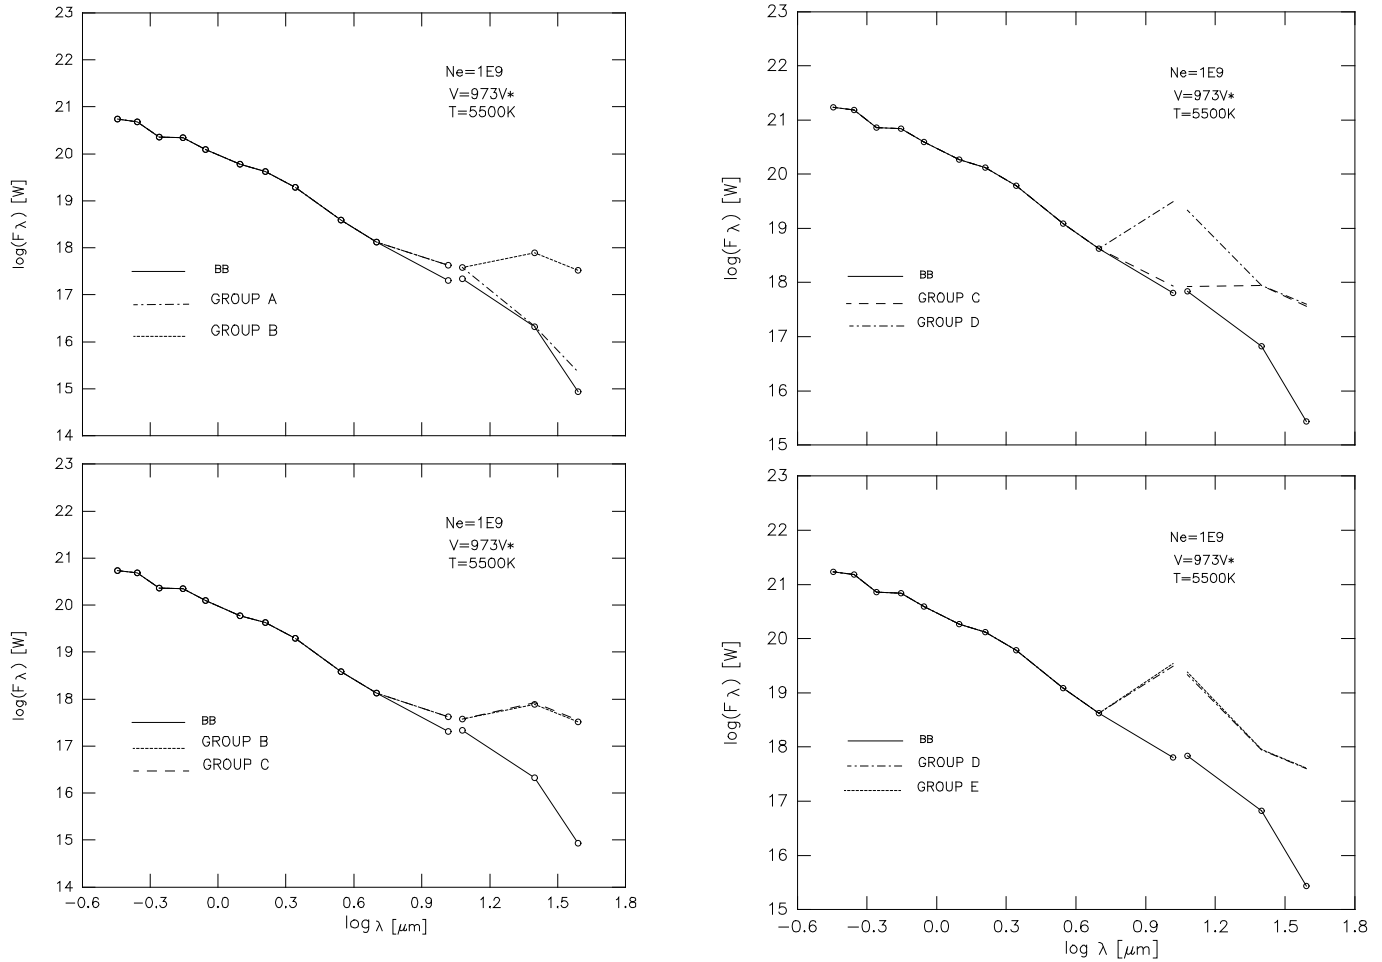 23
22
21
20
19
18
17
16
15
14
log(F λ) [W]
Ne=1E9
V=973V*
T=5500K
BB
GROUP A
GROUP B
23
22
21
20
19
18
17
16
15
log(F λ) [W]
Ne=1E9
V=973V*
T=5500K
BB
GROUP C
GROUP D
23
22
21
20
19
18
17
16
15
14
log(F λ) [W]
Ne=1E9
V=973V*
T=5500K
BB
GROUP B
GROUP C
−0.6 −0.3 0.0 0.3 0.6 0.9 1.2 1.5 1.8
log λ [μm]
23
22
21
20
19
18
17
16
15
log(F λ) [W]
Ne=1E9
V=973V*
T=5500K
BB
GROUP D
GROUP E
−0.6 −0.3 0.0 0.3 0.6 0.9 1.2 1.5 1.8
log λ [μm]